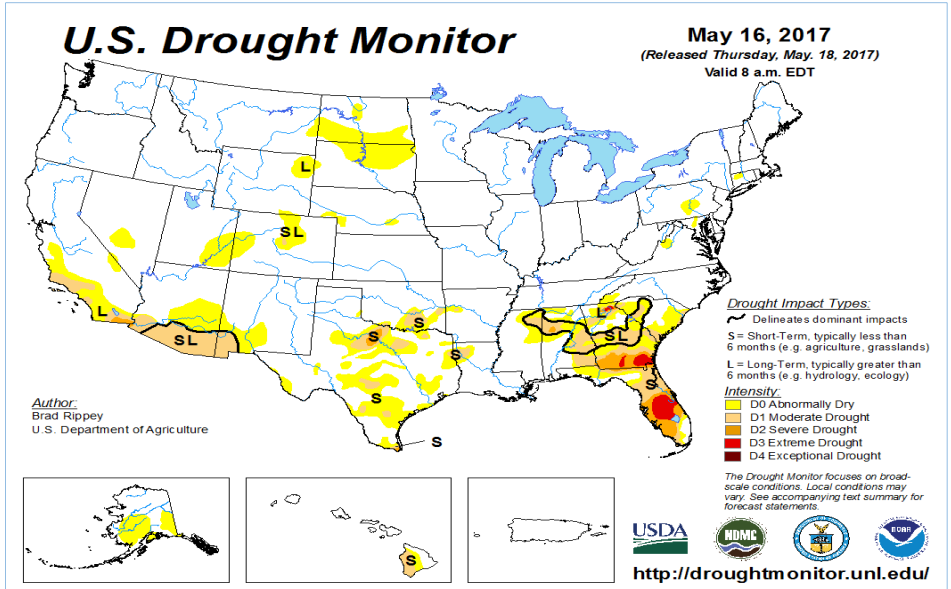 U.S. Drought Monitor
May 16, 2017
(Released Thursday, May. 18, 2017)
Valid 8 a.m. EDT
L
SL
L
SL
S
S
S
S
S
L
SL
S
Drought Impact Types:
Delineates dominant impacts
S = Short-Term, typically less than
6 months (e.g. agriculture, grasslands)
L = Long-Term, typically greater than
6 months (e.g. hydrology, ecology)
Intensity:
D0 Abnormally Dry
D1 Moderate Drought
D2 Severe Drought
D3 Extreme Drought
D4 Exceptional Drought
Author:
Brad Rippey
U.S. Department of Agriculture
The Drought Monitor focuses on broad-
scale conditions. Local conditions may
vary. See accompanying text summary for
forecast statements.
S
USDA
NDMC
NOAA
http://droughtmonitor.unl.edu/